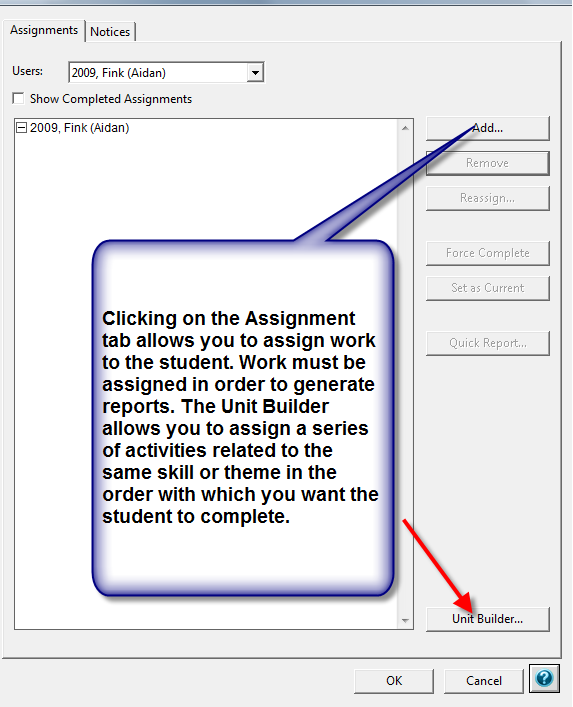 Assignments Notices
Users: 2009, Fink (Aidan)
Show Completed Assignments
2009, Fink (Aidan)
Add...
Remove
Reassign...
Force Complete
Set as Current
Quick Report...
Clicking on the Assignment
tab allows you to assign work
to the student. Work must be
assigned in order to generate
reports. The Unit Builder
allows you to assign a series
of activities related to the
same skill or theme in the
order with which you want the
student to complete.
Unit Builder...
OK Cancel ?